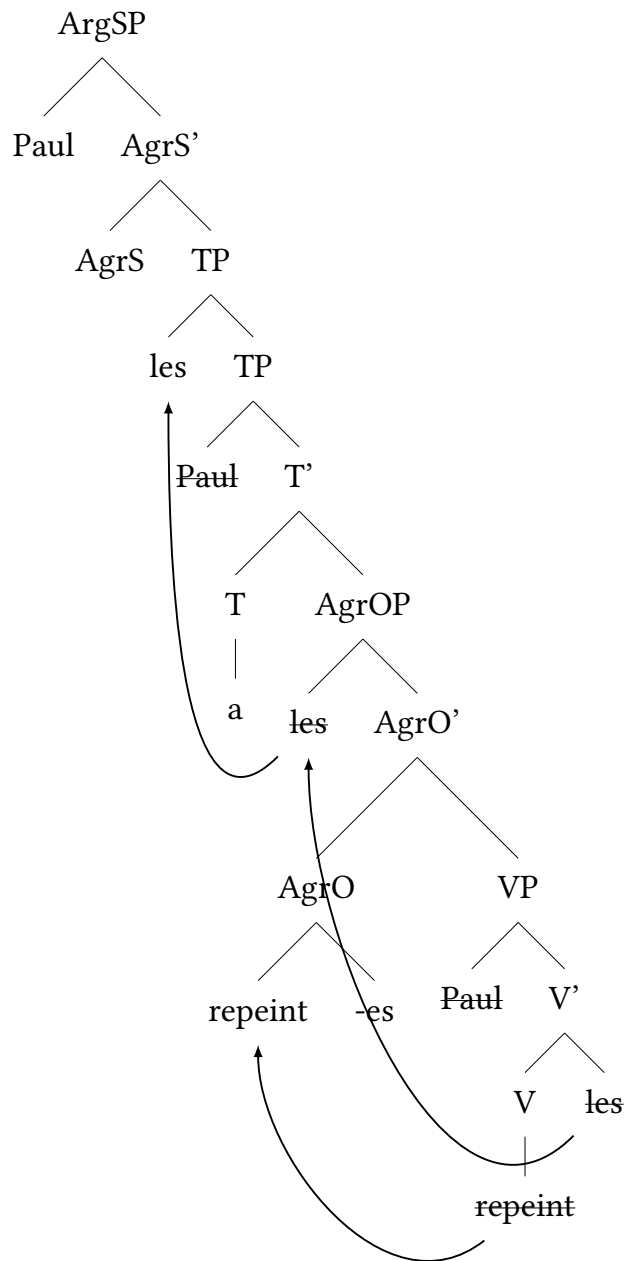 ArgSP
Paul AgrS’
AgrS TP
les TP
Paul T’
T AgrOP
a les AgrO’
AgrO VP
repeint -es Paul V’
V les
repeint